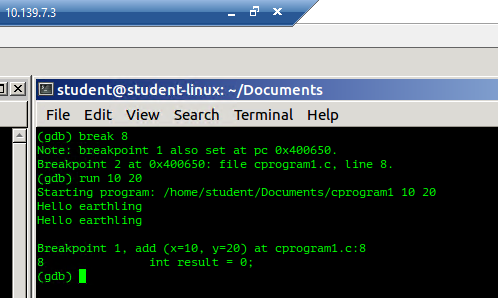 10.139.7.3
student@student-linux: ~/Documents
File Edit View Search Terminal Help
(gdb) break 8
Note: breakpoint 1 also set at pc 0x400650.
Breakpoint 2 at 0x400650: file cprogram1.c, line 8.
(gdb) run 10 20
Starting program: /home/student/Documents/cprogram1 10 20
Hello earthling
Hello earthling
Breakpoint 1, add (x=10, y=20) at cprogram1.c:8
8 int result = 0;
(gdb)